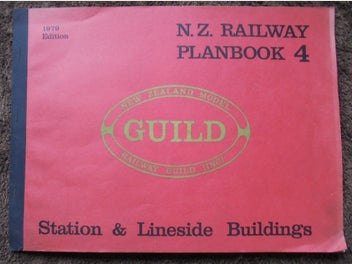 1979
Edition
N.Z. RAILWAY
PLANBOOK 4
NEW ZEALAND MODEL
GUILD
RAILWAY GUILD (INC)
Station & Lineside Buildings